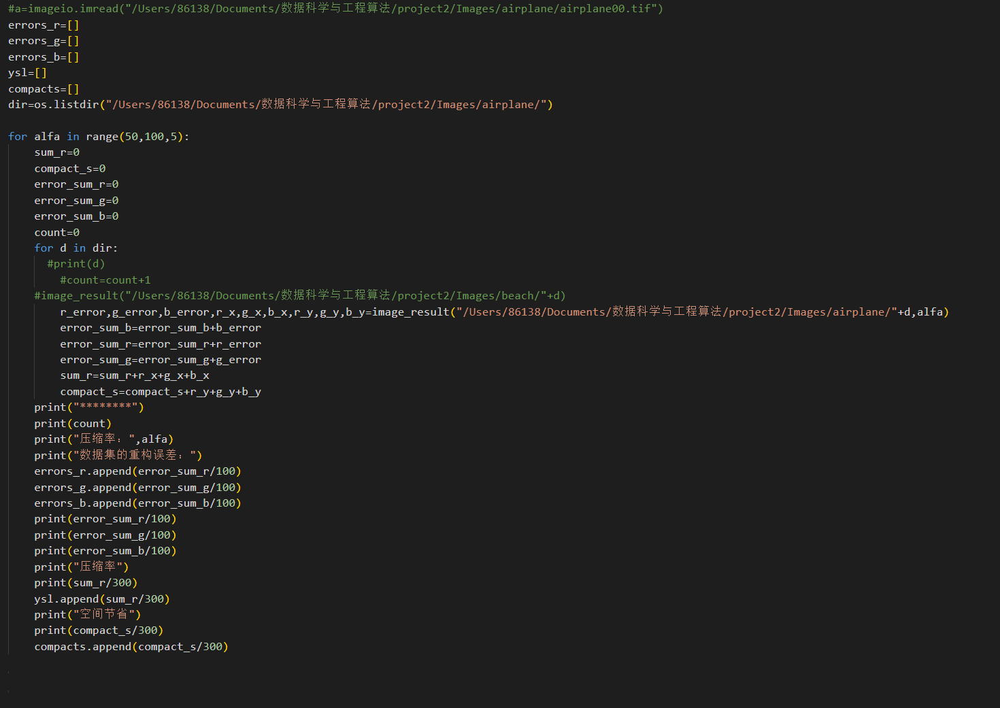 #a=imageio.imread("/Users/86138/Documents/数据科学与工程算法/project2/Images/airplane/airplane00.tif")
errors_r=[]
errors_g=[]
errors_b=[]
ysl=[]
compacts=[]
dir=os.listdir("/Users/86138/Documents/数据科学与工程算法/project2/Images/airplane/")
for alfa in range(50,100,5):
    sum_r=0
    compact_s=0
    error_sum_r=0
    error_sum_g=0
    error_sum_b=0
    count=0
    for d in dir:
      #print(d)
        #count=count+1
    #image_result("/Users/86138/Documents/数据科学与工程算法/project2/Images/beach/"+d)
        r_error,g_error,b_error,r_x,g_x,b_x,r_y,g_y,b_y=image_result("/Users/86138/Documents/数据科学与工程算法/project2/Images/airplane/"+d,alfa)
        error_sum_b=error_sum_b+b_error
        error_sum_r=error_sum_r+r_error
        error_sum_g=error_sum_g+g_error
        sum_r=sum_r+r_x+g_x+b_x
        compact_s=compact_s+r_y+g_y+b_y
    print("********")
    print(count)
    print("压缩率：",alfa)
    print("数据集的重构误差：")
    errors_r.append(error_sum_r/100)
    errors_g.append(error_sum_g/100)
    errors_b.append(error_sum_b/100)
    print(error_sum_r/100)
    print(error_sum_g/100)
    print(error_sum_b/100)
    print("压缩率")
    print(sum_r/300)
    ysl.append(sum_r/300)
    print("空间节省")
    print(compact_s/300)
    compacts.append(compact_s/300)